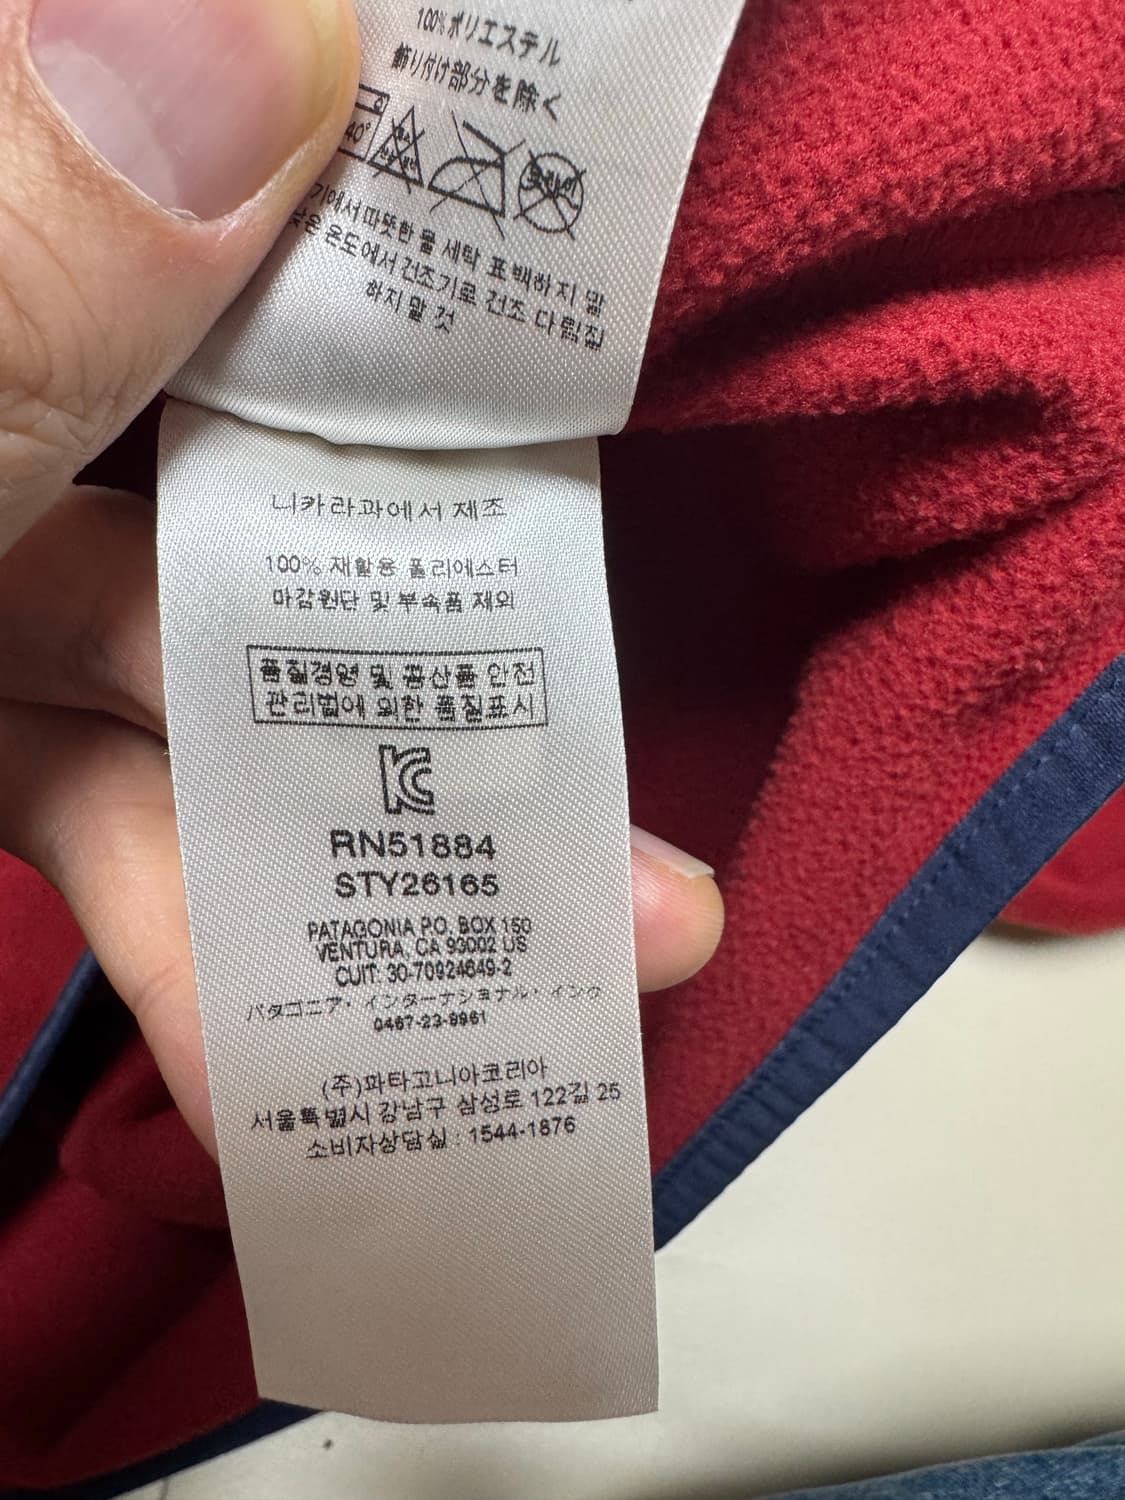 100%ポリエステル
飾り付け部分を除く
40°
기에서 따뜻한 물 세탁 표백하지 말
낮은 온도에서 건조기로 건조 다림질
하지 말 것
니카라과에서 제조
100% 재활용 폴리에스터
마감원단 및 부속품 제외
품질경영 및 공산품 안전
관리법에 의한 품질표시
RN51884
STY26165
PATAGONIA P.O. BOX 150
VENTURA, CA 93002 US
CUIT: 30-70924649-2
パタゴニア・インターナショナル・インク
0467-23-8961
(주)파타고니아코리아
서울특별시 강남구 삼성로 122길 25
소비자상담실 : 1544-1876